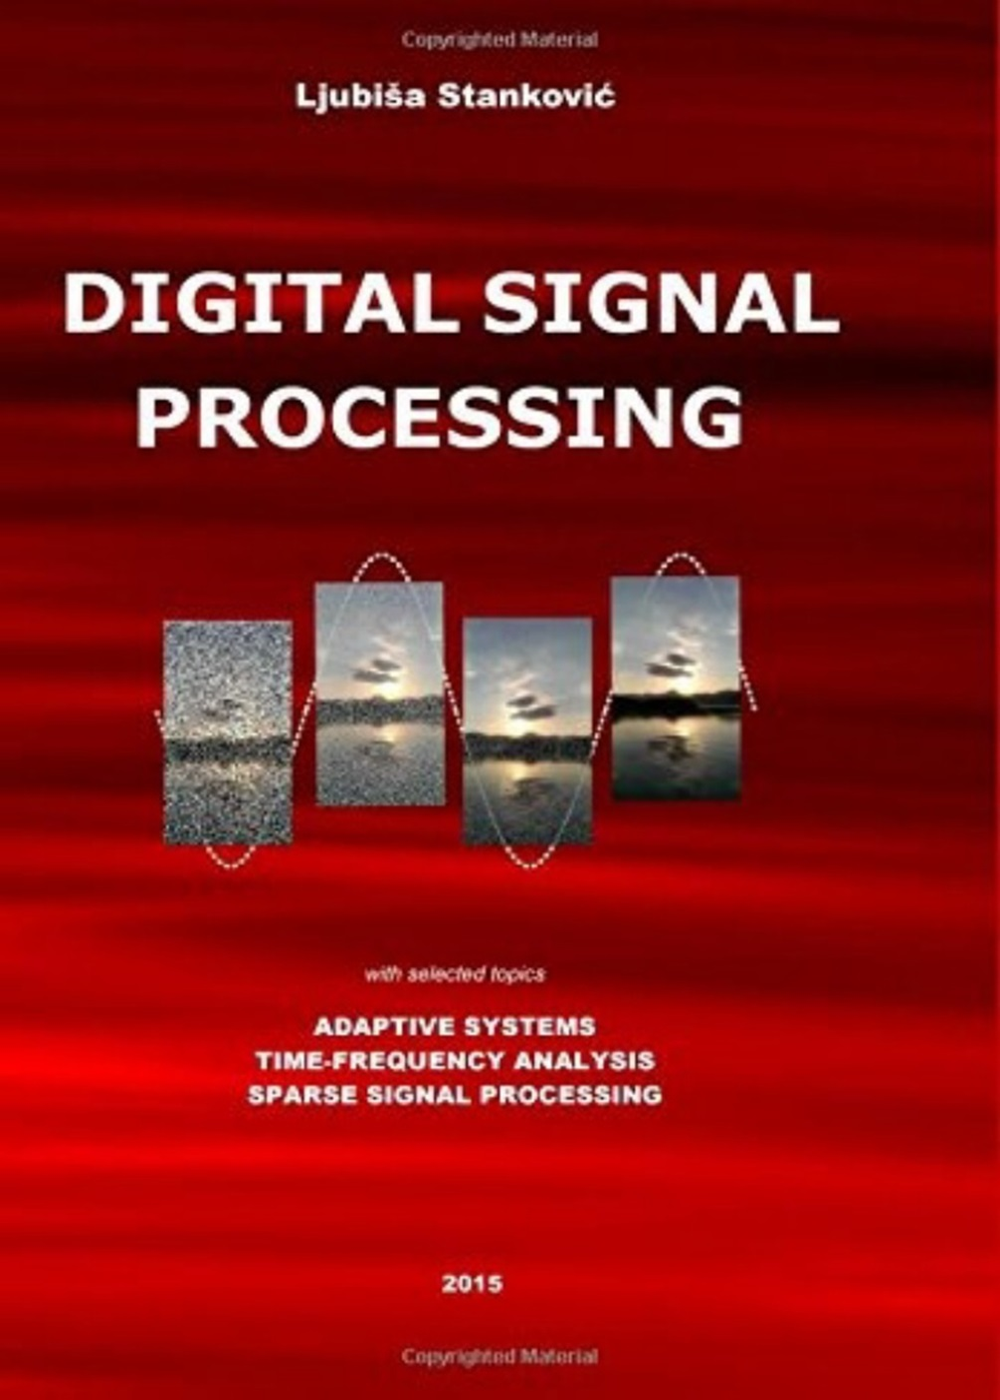 Copyrighted Material
Ljubiša Stanković
DIGITAL SIGNAL
PROCESSING
with selected topics
ADAPTIVE SYSTEMS
TIME-FREQUENCY ANALYSIS
SPARSE SIGNAL PROCESSING
2015
Copyrighted Material